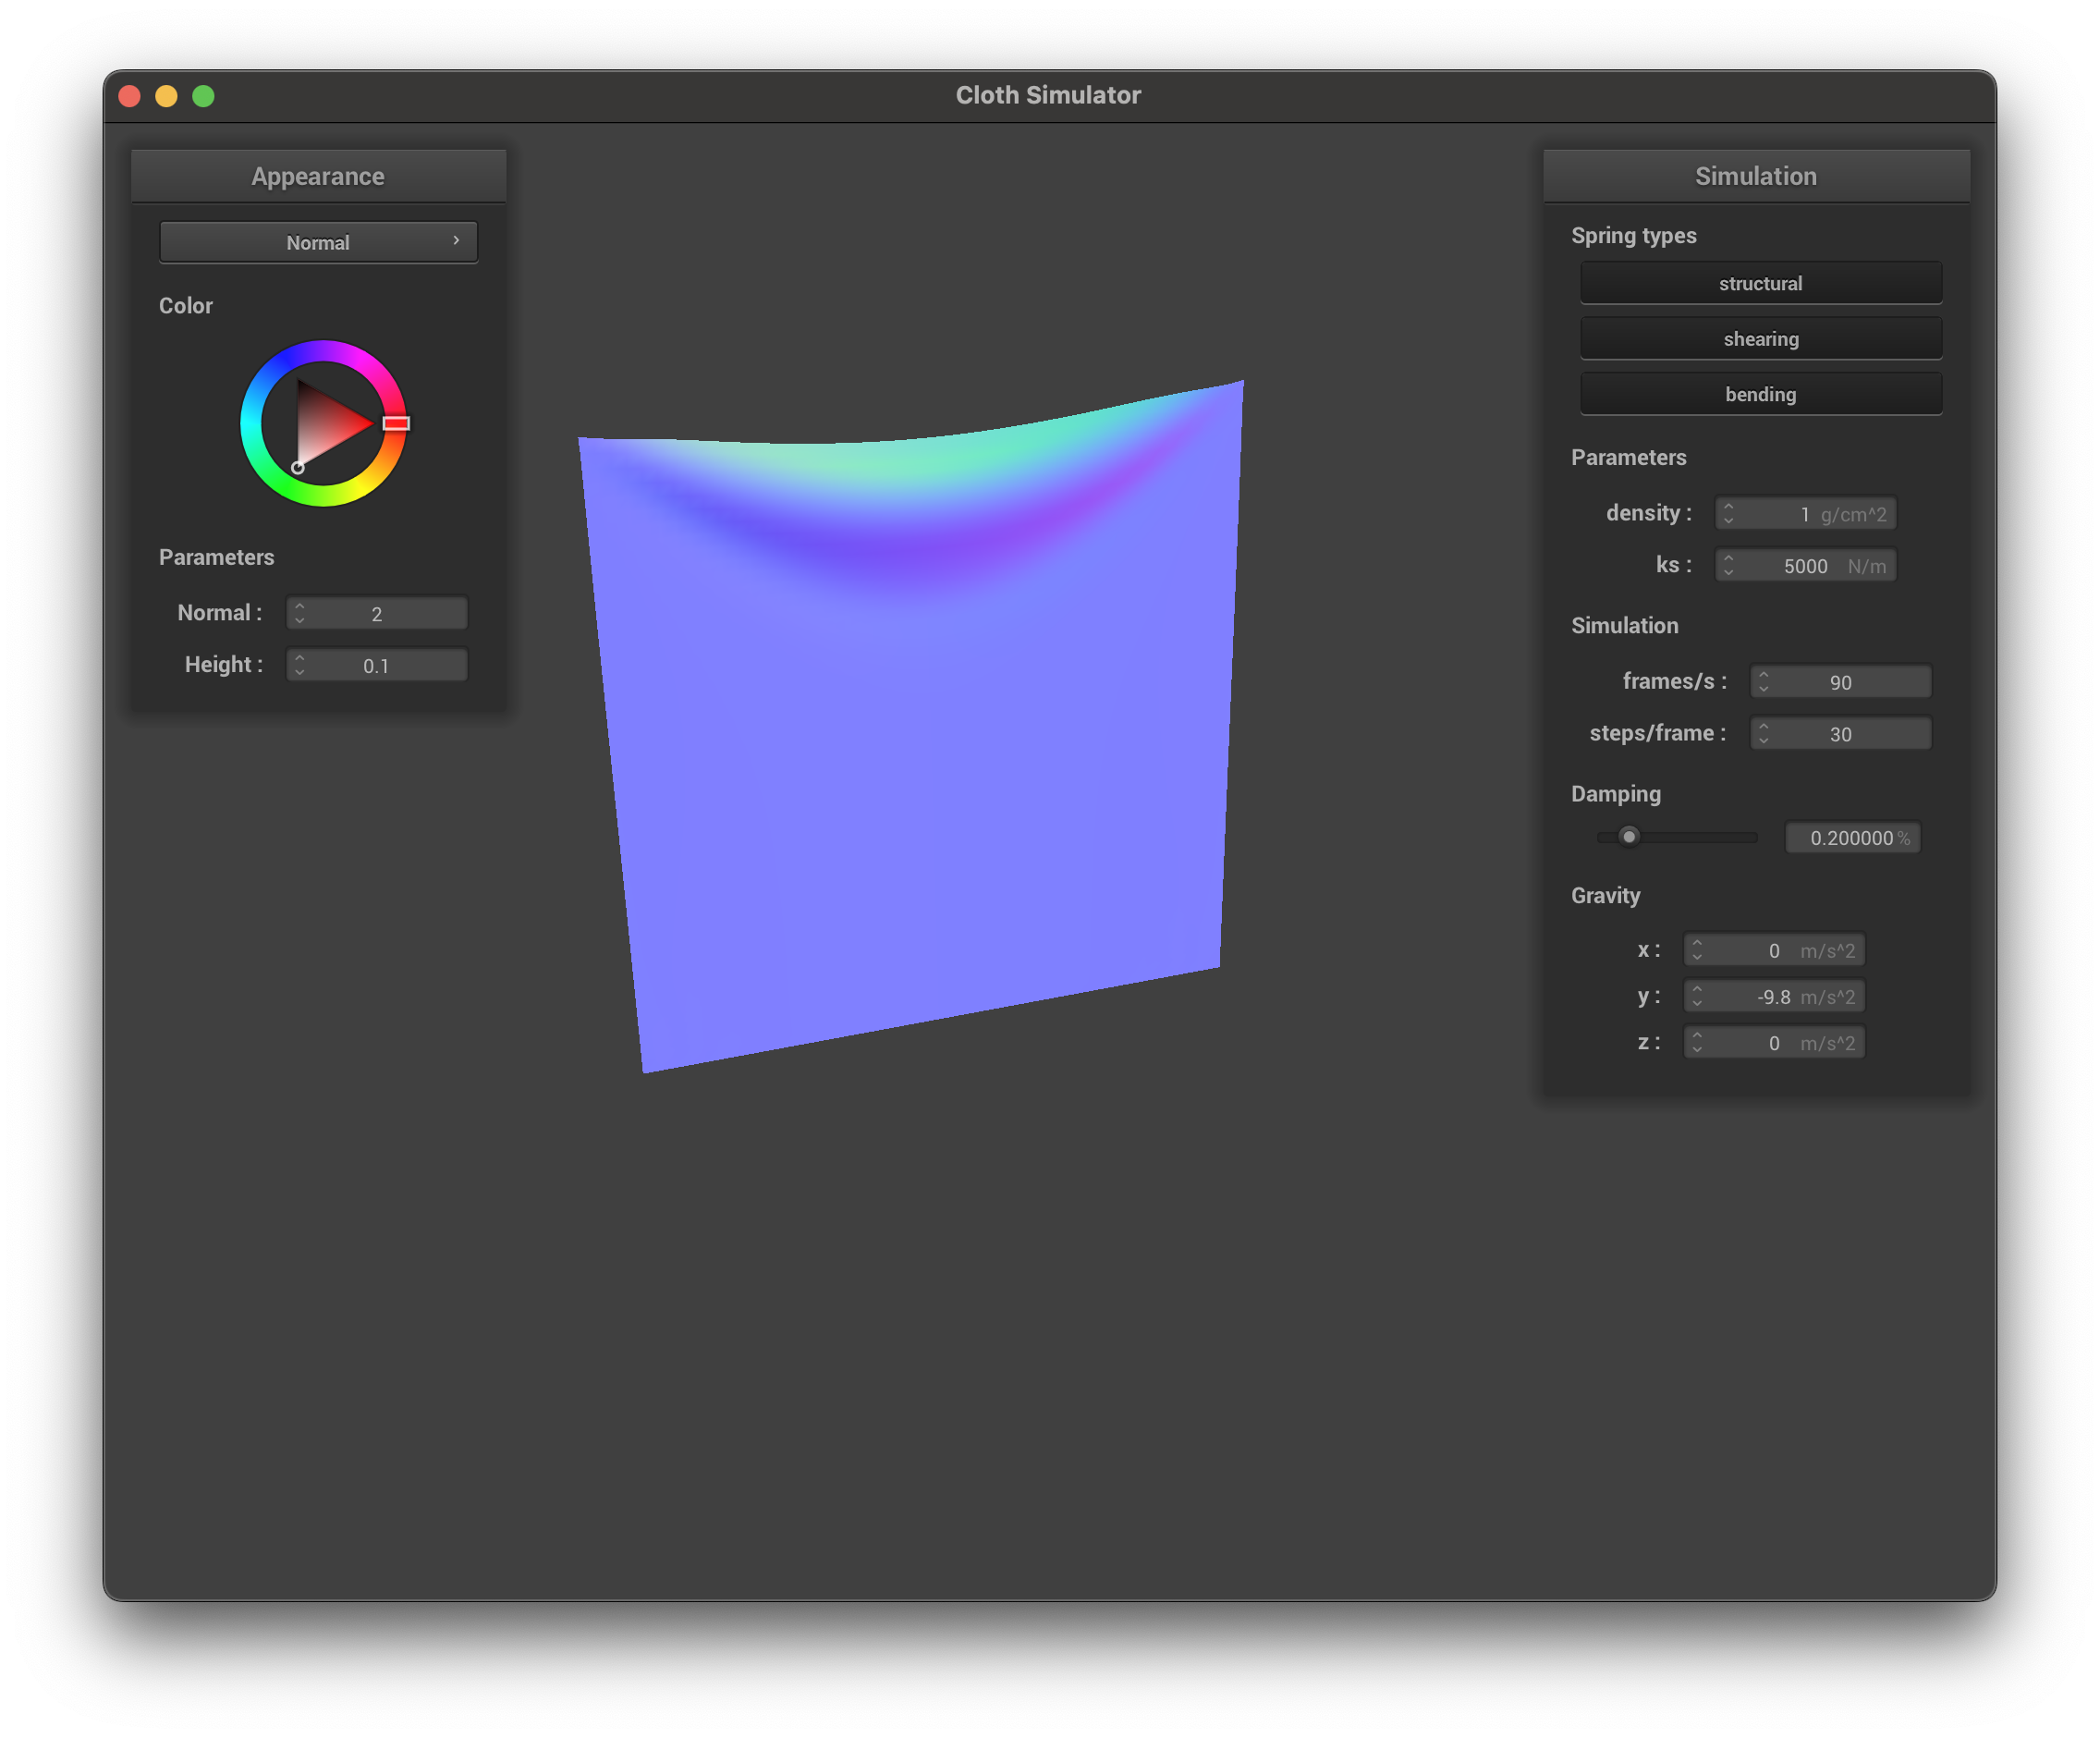 Cloth Simulator
Appearance
Normal
Color
Parameters
Normal : 2
Height : 0.1
Simulation
Spring types
structural
shearing
bending
Parameters
density : 1 g/cm^2
ks : 5000 N/m
Simulation
frames/s : 90
steps/frame : 30
Damping
0.200000 %
Gravity
x : 0 m/s^2
y : -9.8 m/s^2
z : 0 m/s^2